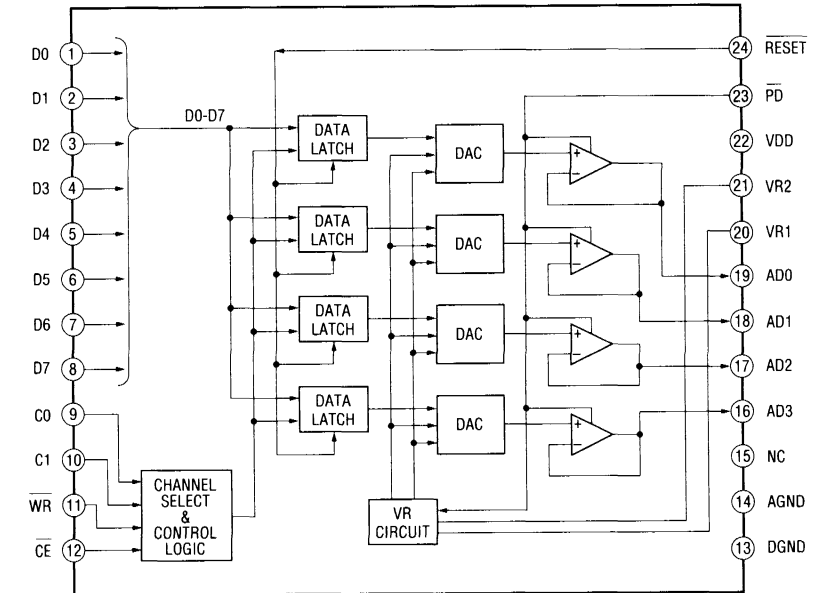 D0 1
D1 2
D2 3
D3 4
D4 5
D5 6
D6 7
D7 8
C0 9
C1 10
WR 11
CE 12
D0-D7
DATA
LATCH
DATA
LATCH
DATA
LATCH
DATA
LATCH
CHANNEL
SELECT
&
CONTROL
LOGIC
DAC
DAC
DAC
DAC
VR
CIRCUIT
+
−
+
−
+
−
+
−
24 RESET
23 PD
22 VDD
21 VR2
20 VR1
19 AD0
18 AD1
17 AD2
16 AD3
15 NC
14 AGND
13 DGND